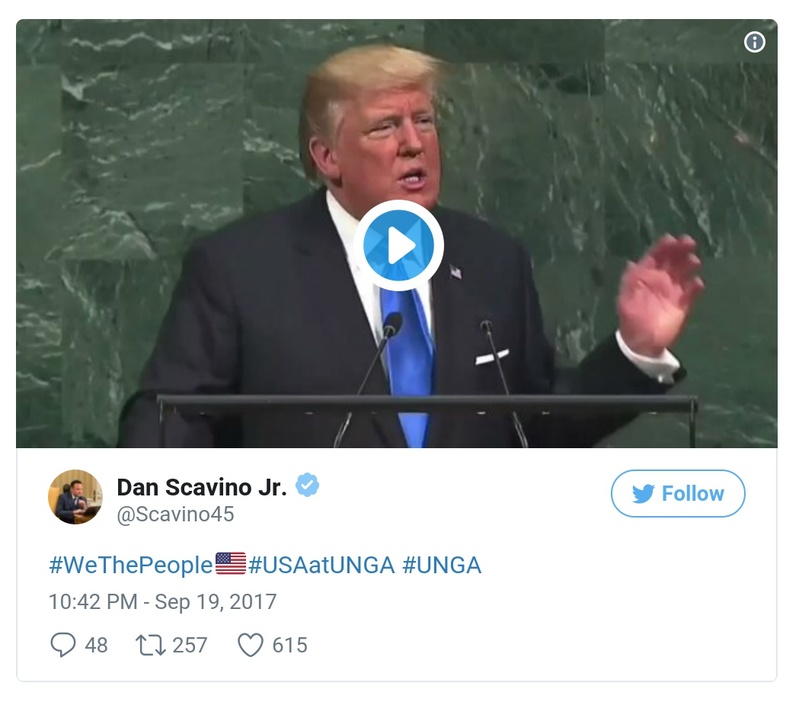 Dan Scavino Jr.
@Scavino45
Follow
#WeThePeople🇺🇸#USAatUNGA #UNGA
10:42 PM - Sep 19, 2017
48 257 615